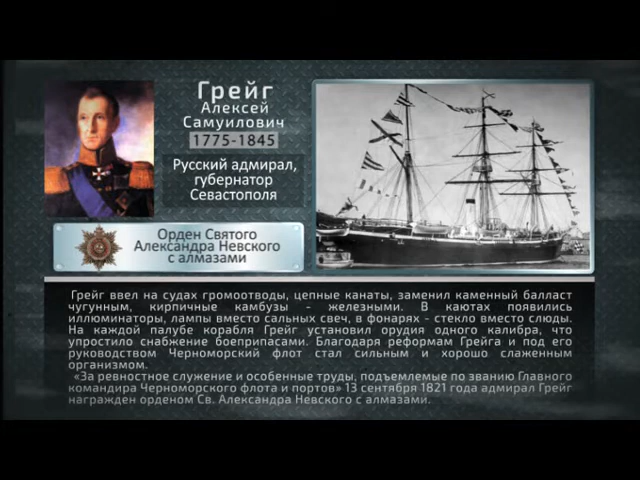 Грейг
Алексей
Самуилович
1775-1845
Русский адмирал,
губернатор
Севастополя
Орден Святого
Александра Невского
с алмазами
Грейг ввел на судах громоотводы, цепные канаты, заменил каменный балласт
чугунным, кирпичные камбузы - железными. В каютах появились
иллюминаторы, лампы вместо сальных свеч, в фонарях - стекло вместо слюды.
На каждой палубе корабля Грейг установил орудия одного калибра, что
упростило снабжение боеприпасами. Благодаря реформам Грейга и под его
руководством Черноморский флот стал сильным и хорошо слаженным
организмом.
«За ревностное служение и особенные труды, подъемлемые по званию Главного
командира Черноморского флота и портов» 13 сентября 1821 года адмирал Грейг
награжден орденом Св. Александра Невского с алмазами.